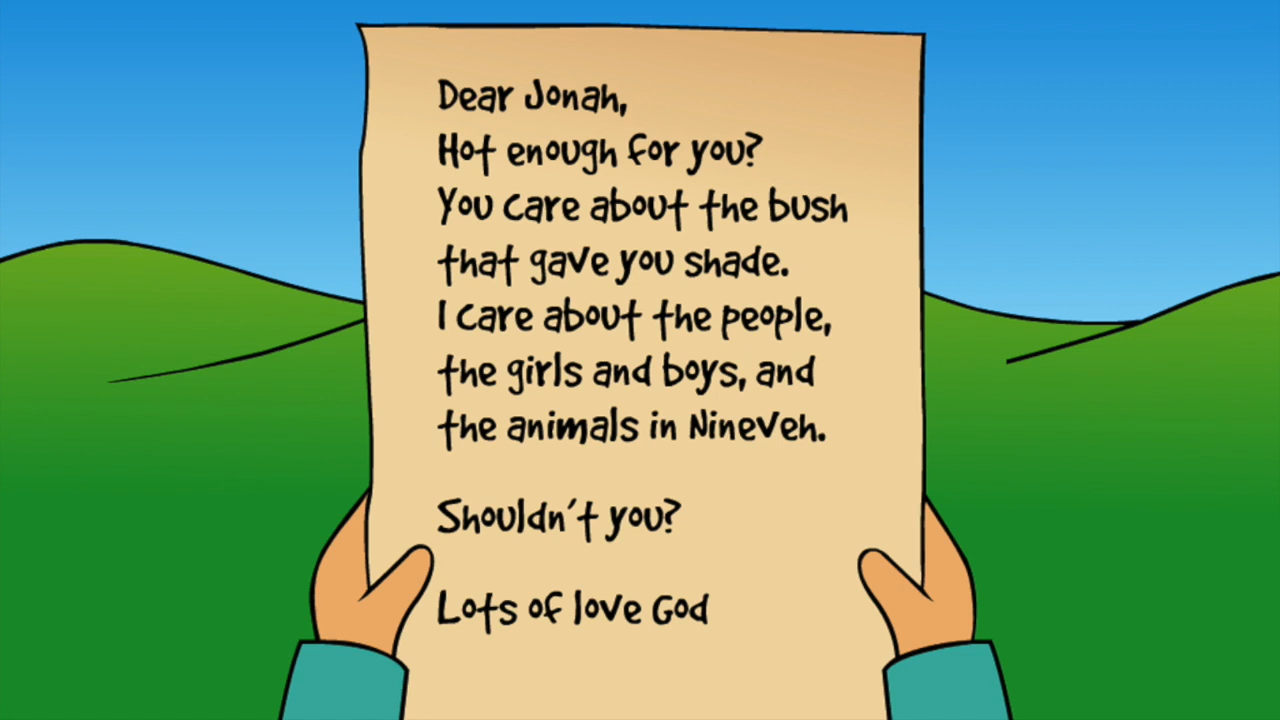 Dear Jonah,
Hot enough for you?
You care about the bush
that gave you shade.
I care about the people,
the girls and boys, and
the animals in Nineveh.
Shouldn't you?
Lots of love God